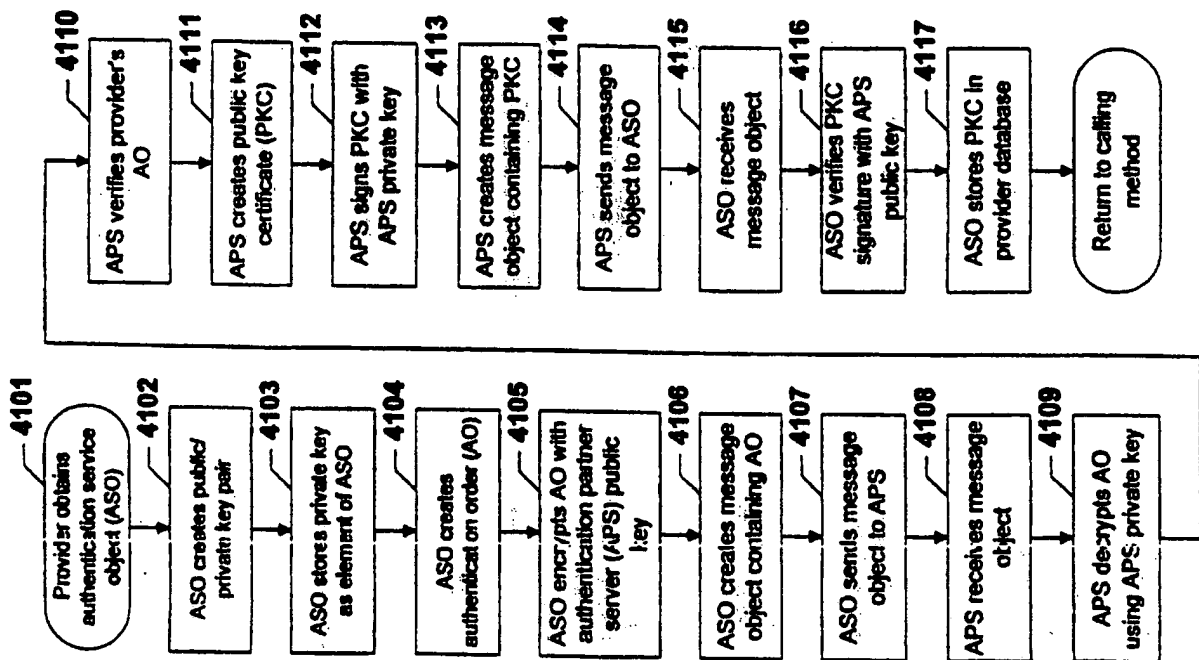 4101
Provider obtains
authentication service
object (ASO)
4102
ASO creates public/
private key pair
4103
ASO stores private key
as element of ASO
4104
ASO creates
authentication order (AO)
4105
ASO encrypts AO with
authentication partner
server (APS) public
key
4106
ASO creates message
object containing AO
4107
ASO sends message
object to APS
4108
APS receives message
object
4109
APS decrypts AO
using APS private key
4110
APS verifies provider's
AO
4111
APS creates public key
certificate (PKC)
4112
APS signs PKC with
APS private key
4113
APS creates message
object containing PKC
4114
APS sends message
object to ASO
4115
ASO receives
message object
4116
ASO verifies PKC
signature with APS
public key
4117
ASO stores PKC in
provider database
Return to calling
method